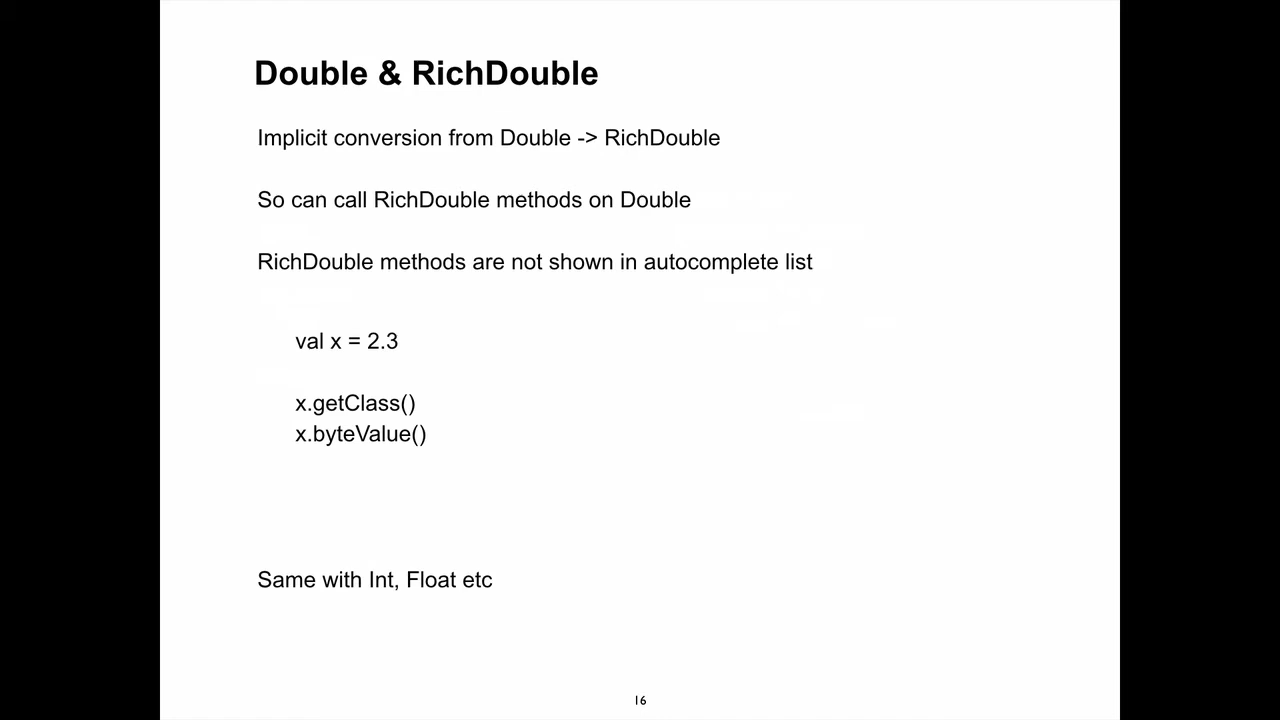 Double & RichDouble
Implicit conversion from Double -> RichDouble
So can call RichDouble methods on Double
RichDouble methods are not shown in autocomplete list
val x = 2.3
x.getClass()
x.byteValue()
Same with Int, Float etc
16